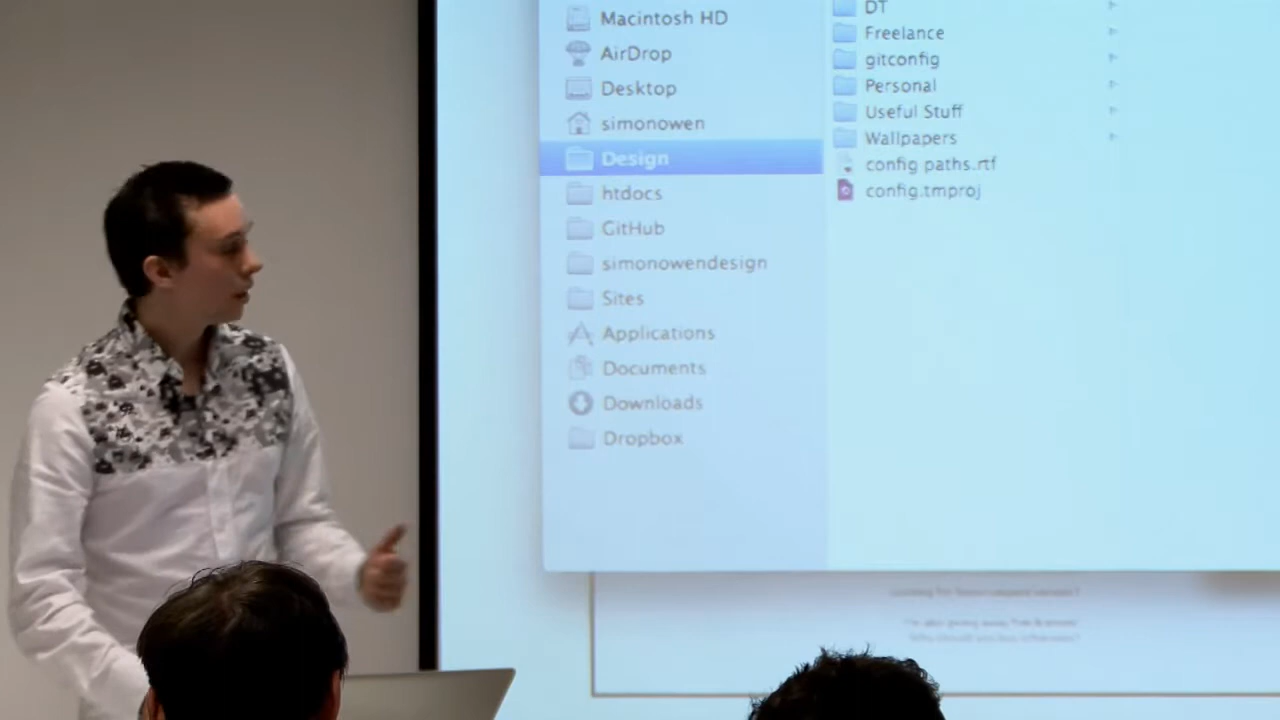 Macintosh HD
AirDrop
Desktop
simonowen
Design
htdocs
GitHub
simonowendesign
Sites
Applications
Documents
Downloads
Dropbox
DT
Freelance
gitconfig
Personal
Useful Stuff
Wallpapers
config paths.rtf
config.tmproj